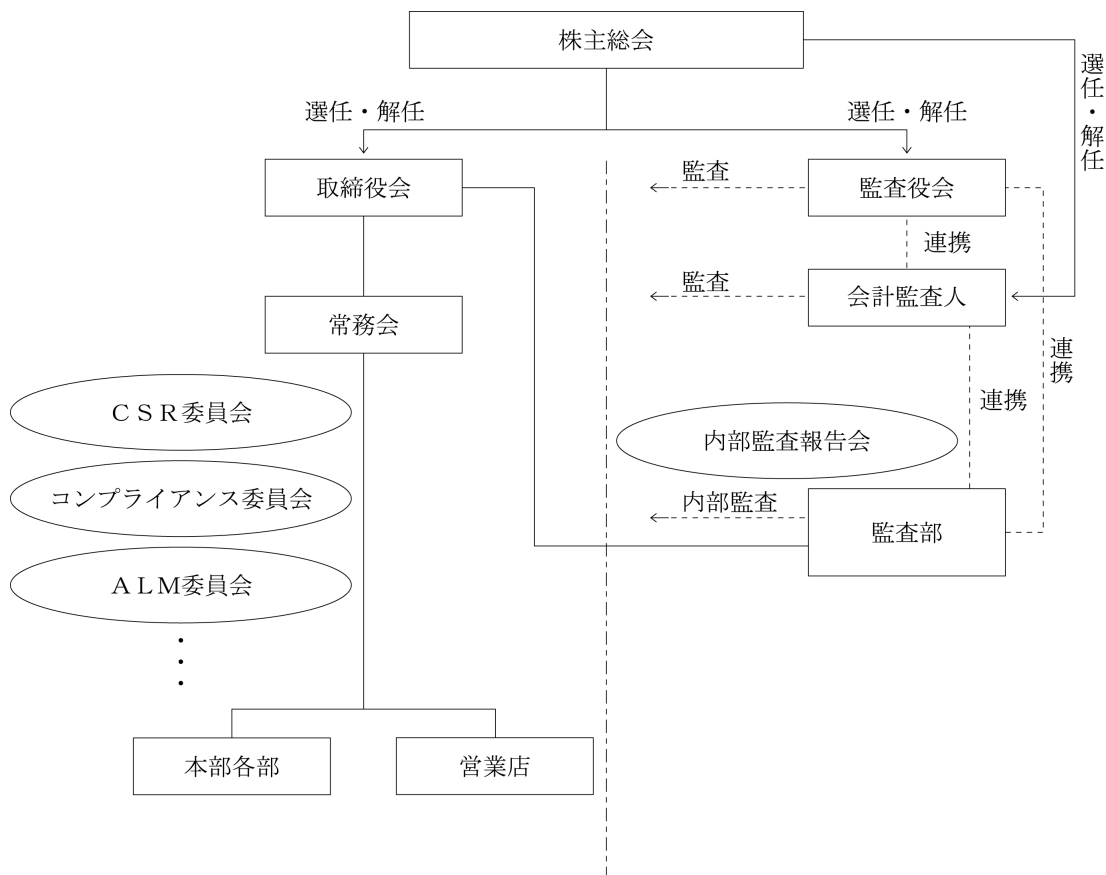 株主総会
選任・解任
選任・解任
選任・解任
取締役会
監査
監査役会
連携
監査
会計監査人
常務会
連携
連携
ＣＳＲ委員会
内部監査報告会
コンプライアンス委員会
内部監査
監査部
ＡＬＭ委員会
・
・
・
本部各部
営業店